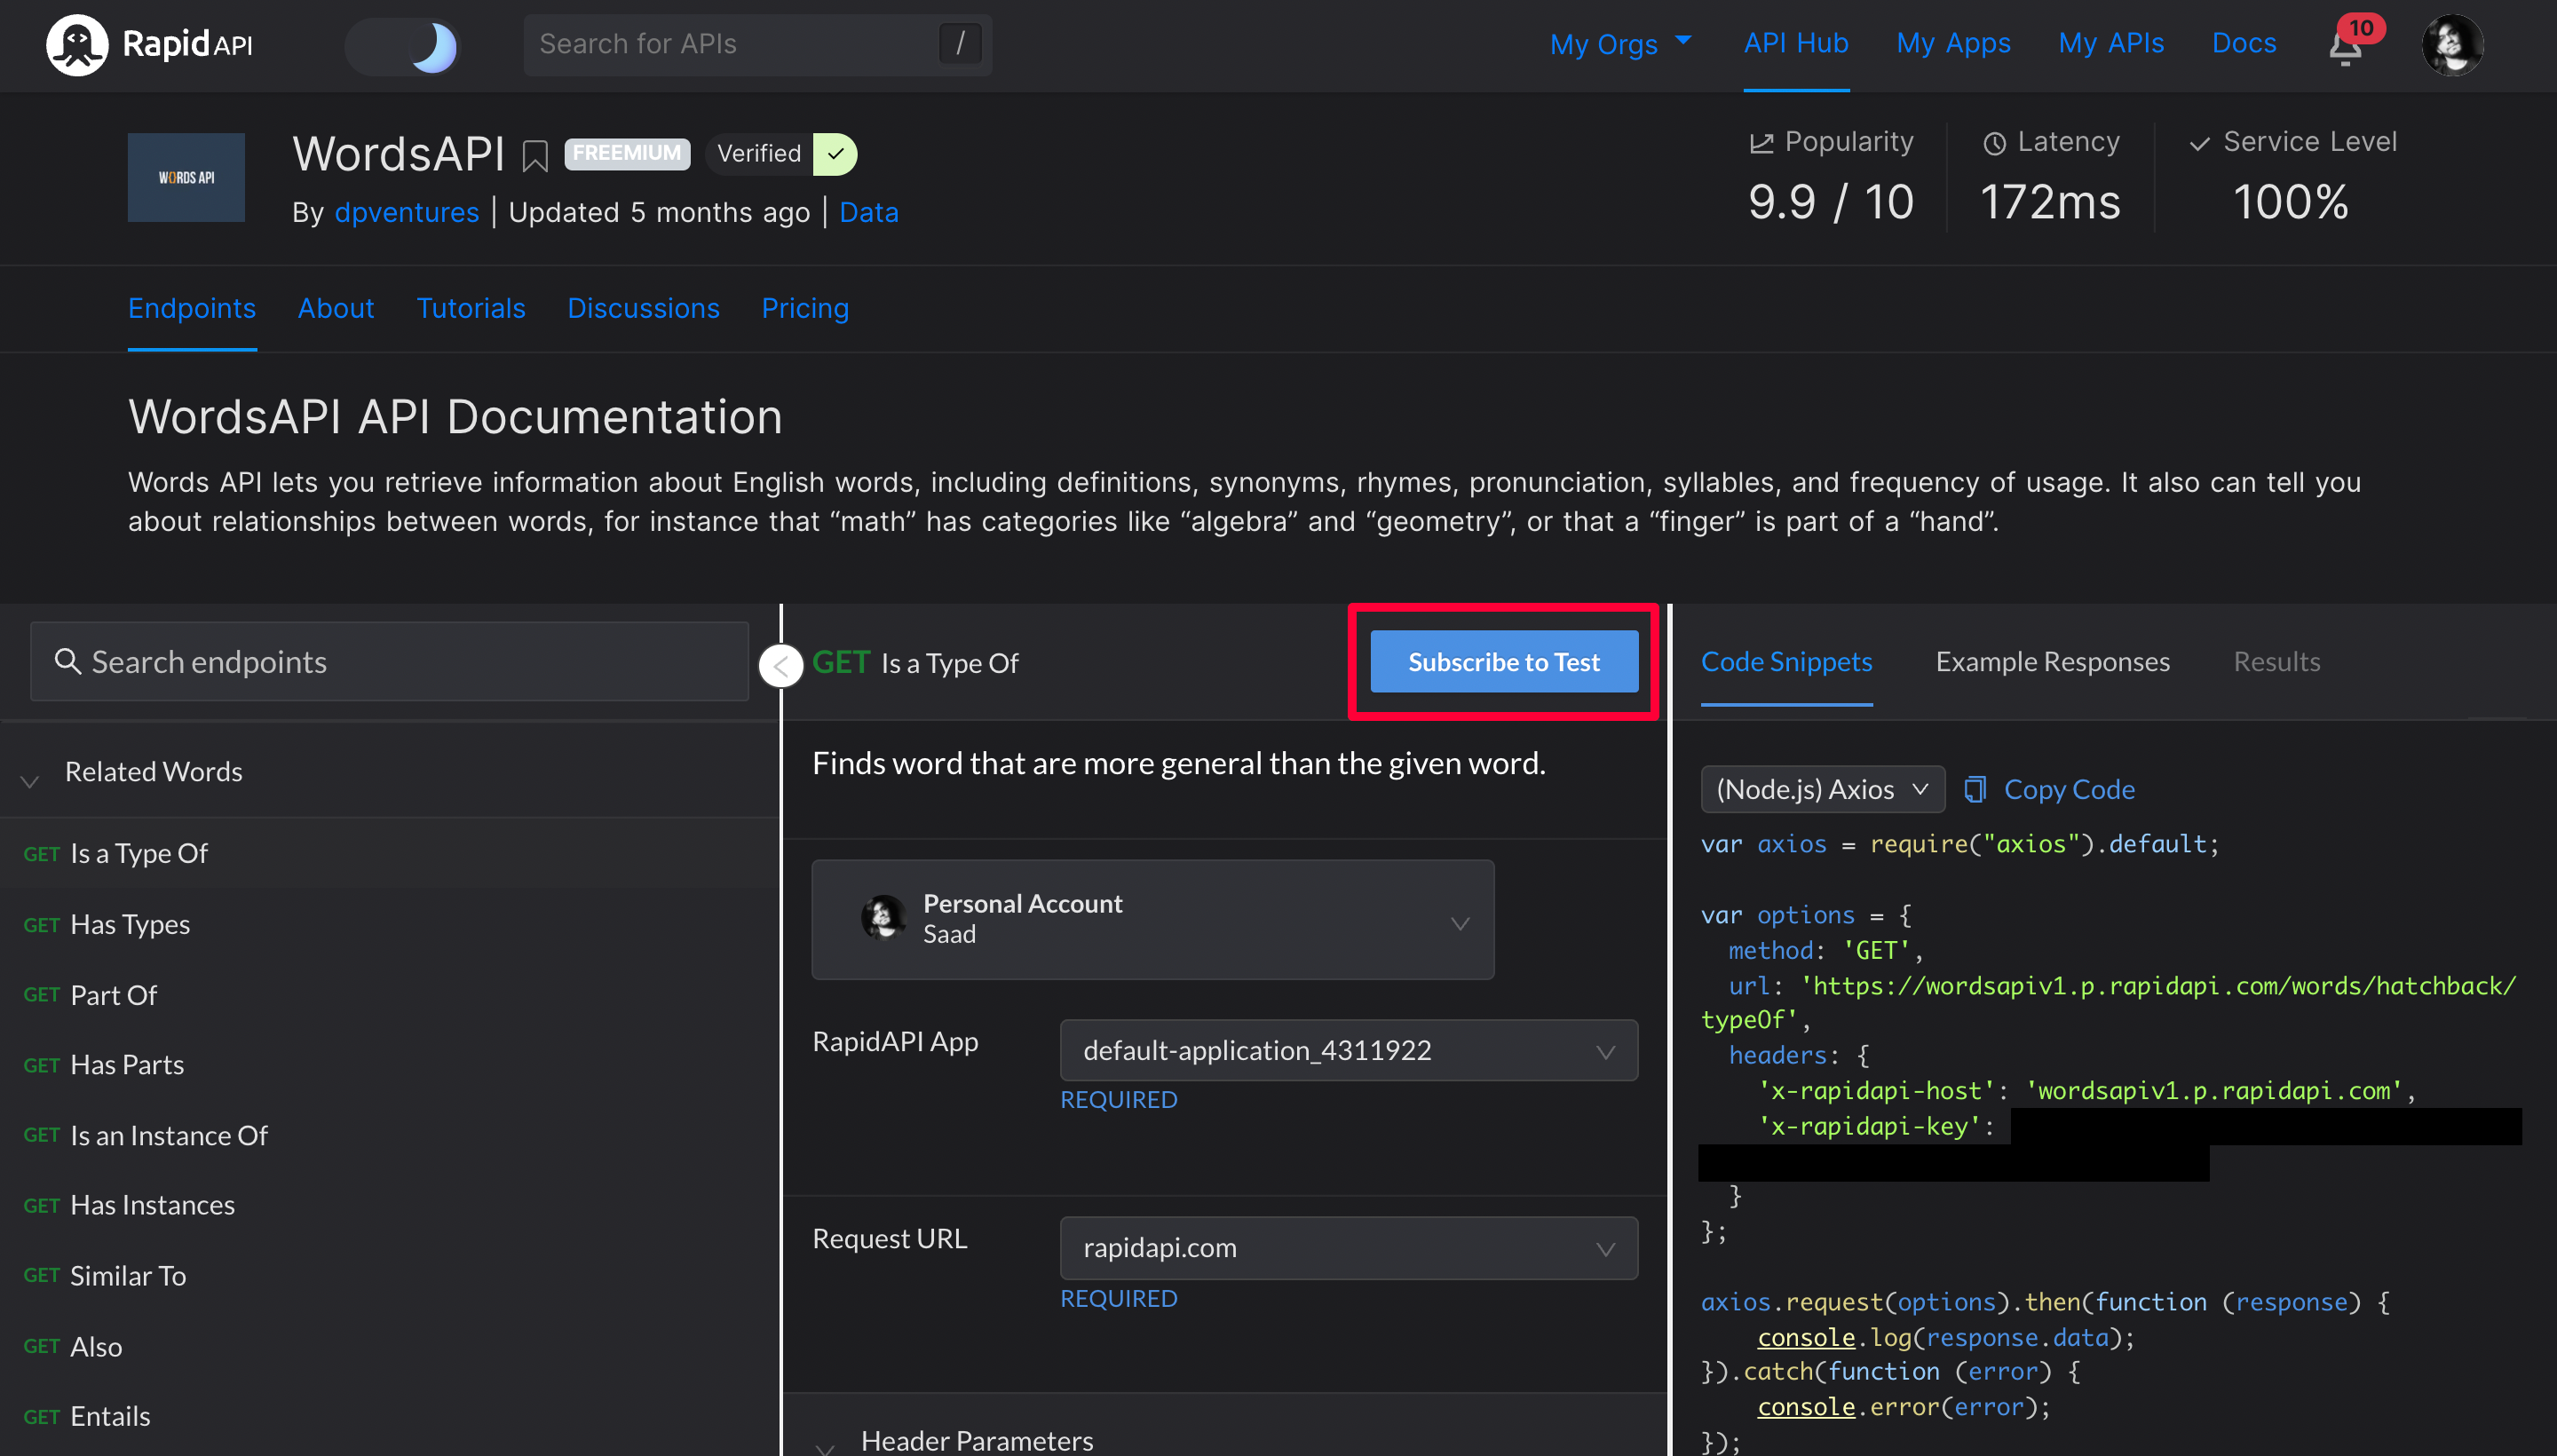 RapidAPI
Search for APIs
/
My Orgs
API Hub
My Apps
My APIs
Docs
10
WORDS API
WordsAPI
FREEMIUM
Verified
By dpventures | Updated 5 months ago | Data
Popularity
9.9 / 10
Latency
172ms
Service Level
100%
Endpoints
About
Tutorials
Discussions
Pricing
WordsAPI API Documentation
Words API lets you retrieve information about English words, including definitions, synonyms, rhymes, pronunciation, syllables, and frequency of usage. It also can tell you
about relationships between words, for instance that “math” has categories like “algebra” and “geometry”, or that a “finger” is part of a “hand”.
Search endpoints
Related Words
GET Is a Type Of
GET Has Types
GET Part Of
GET Has Parts
GET Is an Instance Of
GET Has Instances
GET Similar To
GET Also
GET Entails
GET Is a Type Of
Subscribe to Test
Finds word that are more general than the given word.
Personal Account
Saad
RapidAPI App
default-application_4311922
REQUIRED
Request URL
rapidapi.com
REQUIRED
Header Parameters
Code Snippets
Example Responses
Results
(Node.js) Axios
Copy Code
var axios = require("axios").default;
var options = {
method: 'GET',
url: 'https://wordsapiv1.p.rapidapi.com/words/hatchback/
typeOf',
headers: {
'x-rapidapi-host': 'wordsapiv1.p.rapidapi.com',
'x-rapidapi-key':
}
};
axios.request(options).then(function (response) {
console.log(response.data);
}).catch(function (error) {
console.error(error);
});